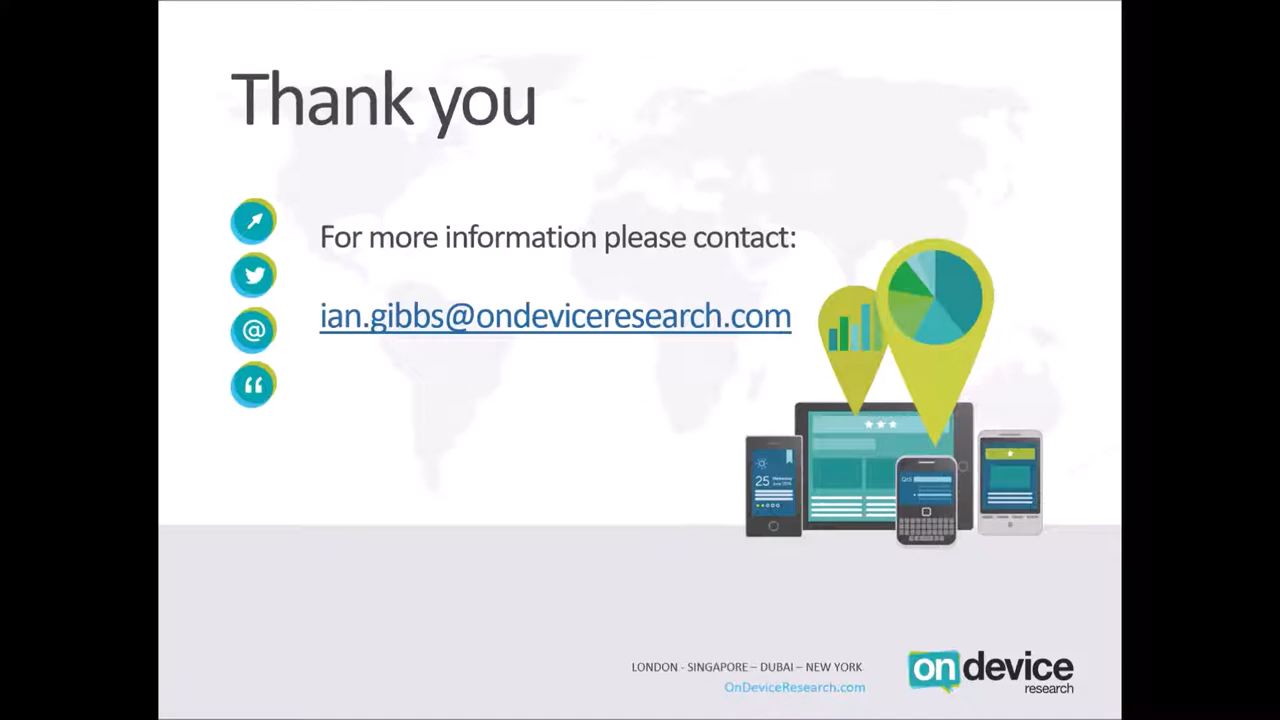 Thank you
For more information please contact:
ian.gibbs@ondeviceresearch.com
@
“
25
LONDON - SINGAPORE – DUBAI – NEW YORK
OnDeviceResearch.com
on device
research